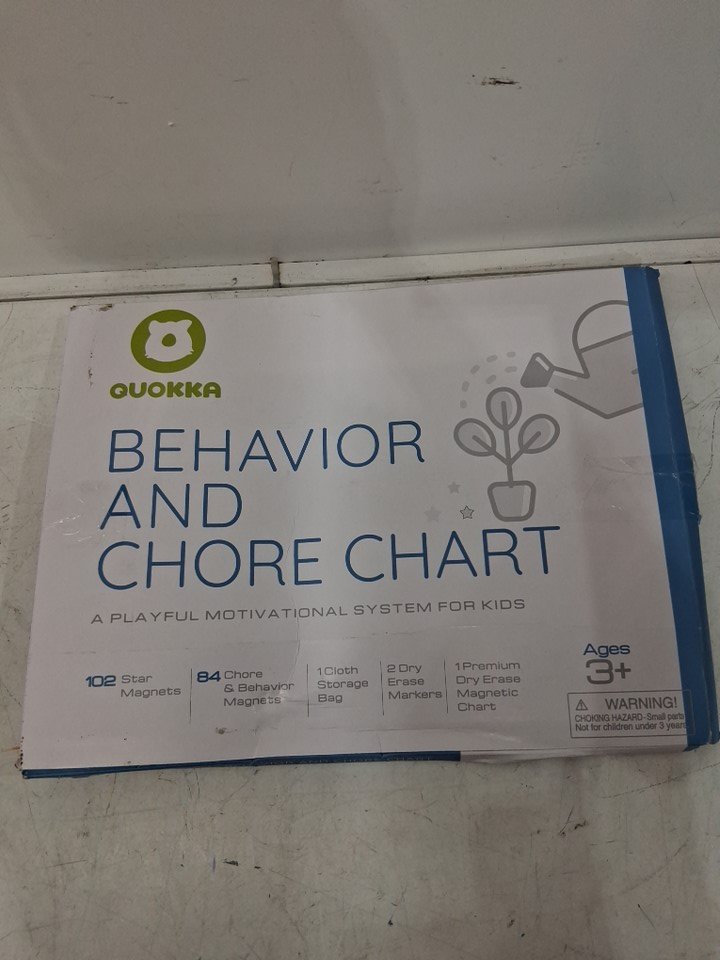 QUOKKA
BEHAVIOR
AND
CHORE CHART
A PLAYFUL MOTIVATIONAL SYSTEM FOR KIDS
102 Star
Magnets
84 Chore
& Behavior
Magnets
1 Cloth
Storage
Bag
2 Dry
Erase
Markers
1 Premium
Dry Erase
Magnetic
Chart
Ages
3+
WARNING!
CHOKING HAZARD-Small parts
Not for children under 3 years